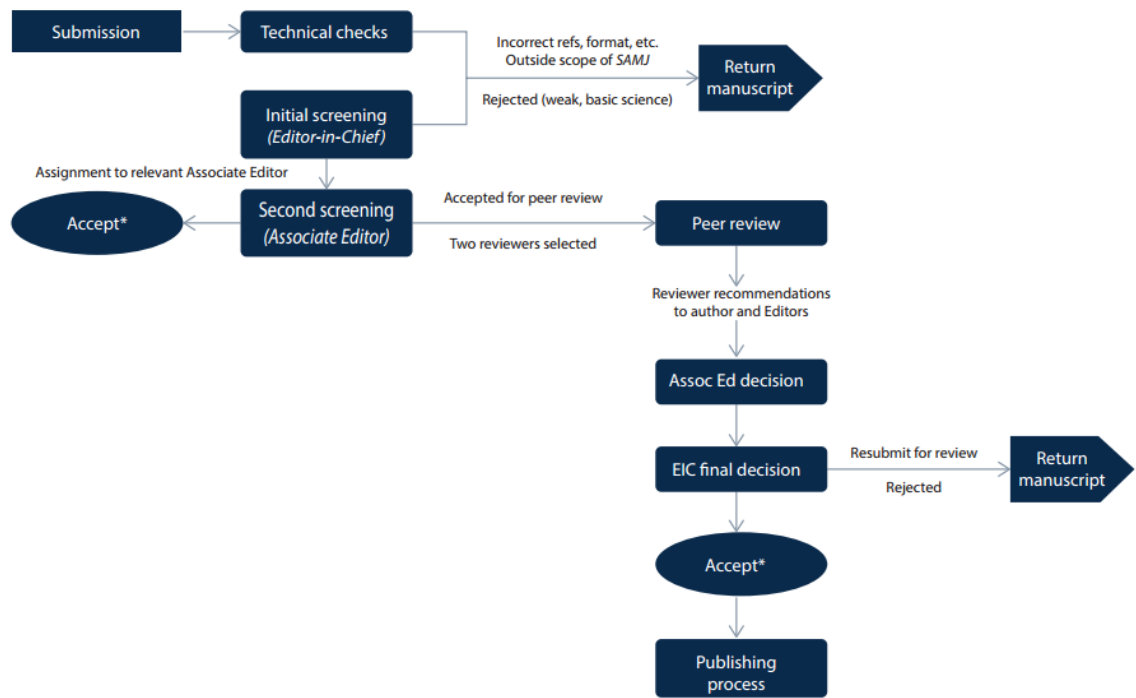 Submission
Technical checks
Incorrect refs, format, etc.
Outside scope of SAMJ
Rejected (weak, basic science)
Return
manuscript
Initial screening
(Editor-in-Chief)
Assignment to relevant Associate Editor
Accept*
Second screening
(Associate Editor)
Accepted for peer review
Two reviewers selected
Peer review
Reviewer recommendations
to author and Editors
Assoc Ed decision
EIC final decision
Resubmit for review
Rejected
Return
manuscript
Accept*
Publishing
process